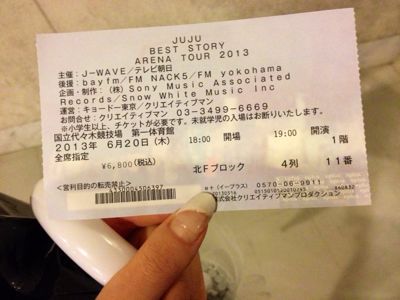 JUJU
BEST STORY
ARENA TOUR 2013
主催：J-WAVE／テレビ朝日
後援：bayfm／FM NACK5／FM yokohama
企画・制作：（株）Sony Music Associated
Records／Snow White Music Inc
運営：キョードー東京／クリエイティブマン
お問合せ：クリエイティブマン 03-3499-6669
※小学生以上、チケットが必要です。未就学児の入場はお断りいたします。
国立代々木競技場 第一体育館
2013年 6月20日（木） 18:00 開場 19:00 開演
全席指定 1階
¥6,800（税込） 北Fブロック 4列 11番
＜営利目的の転売禁止＞
（イープラス） 0570-06-9911
株式会社クリエイティブマンプロダクション